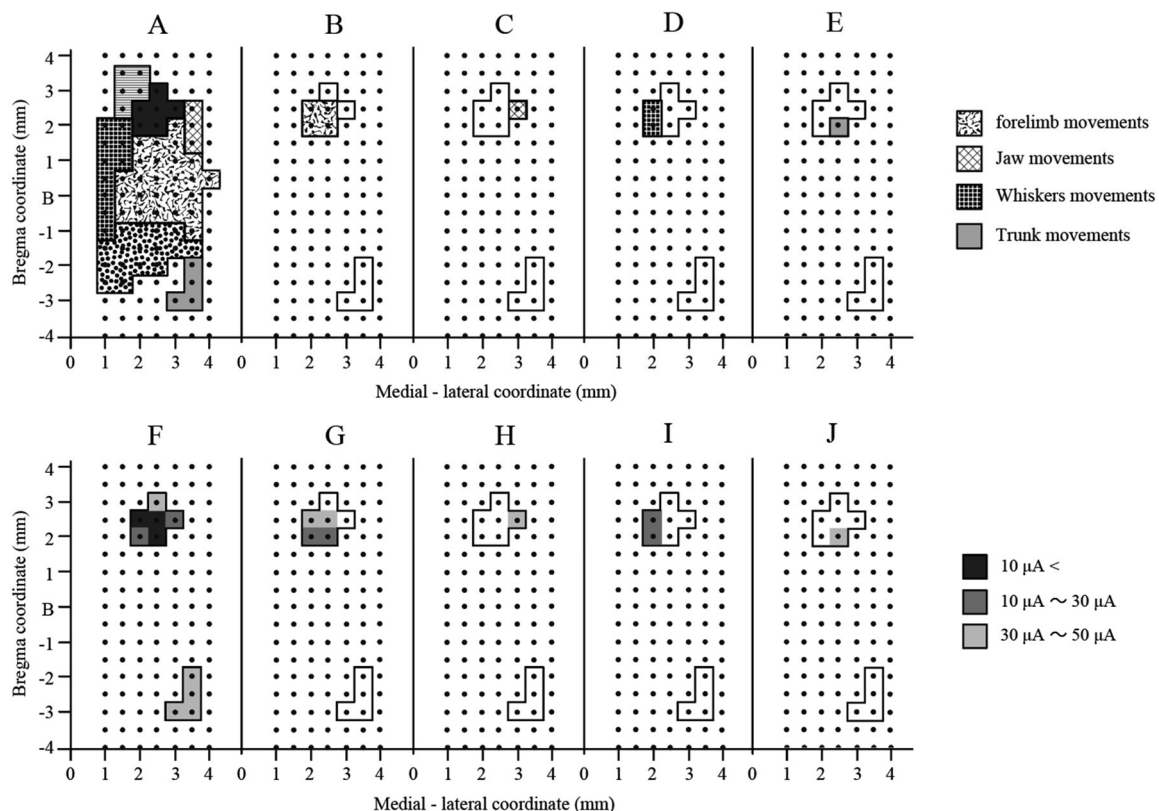 A B C D E
4
3
2
1
B
-1
-2
-3
-4
Bregma coordinate (mm)
0 1 2 3 4 0 1 2 3 4 0 1 2 3 4 0 1 2 3 4 0 1 2 3 4
Medial - lateral coordinate (mm)
forelimb movements
Jaw movements
Whiskers movements
Trunk movements
F G H I J
4
3
2
1
B
-1
-2
-3
-4
Bregma coordinate (mm)
0 1 2 3 4 0 1 2 3 4 0 1 2 3 4 0 1 2 3 4 0 1 2 3 4
Medial - lateral coordinate (mm)
10 μA <
10 μA ～ 30 μA
30 μA ～ 50 μA